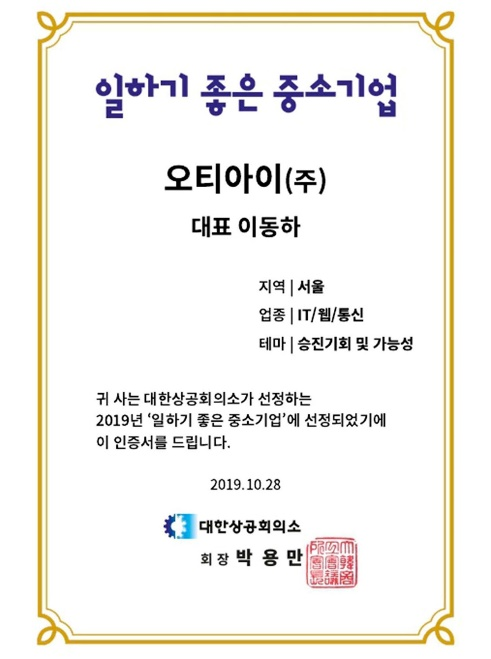 일하기 좋은 중소기업
오티아이(주)
대표 이동하
지역 | 서울
업종 | IT/웹/통신
테마 | 승진기회 및 가능성
귀 사는 대한상공회의소가 선정하는
2019년 ‘일하기 좋은 중소기업’에 선정되었기에
이 인증서를 드립니다.
2019.10.28
대한상공회의소
회장 박용만